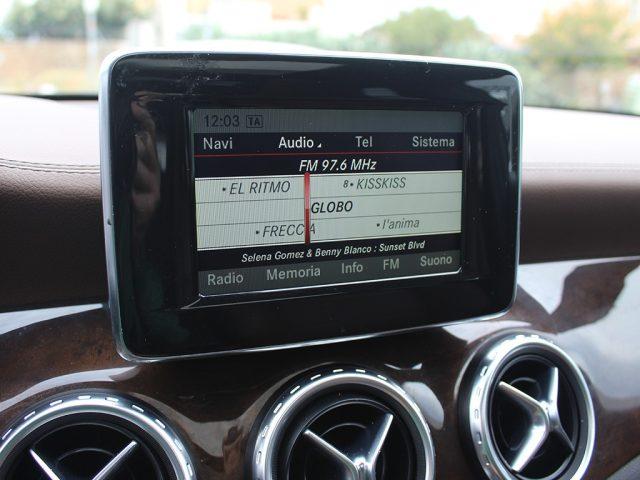 12:03 TA
Navi Audio Tel Sistema
FM 97.6 MHz
•EL RITMO 8•KISSKISS
GLOBO
•FRECCIA •l'anima
Selena Gomez & Benny Blanco : Sunset Blvd
Radio Memoria Info FM Suono